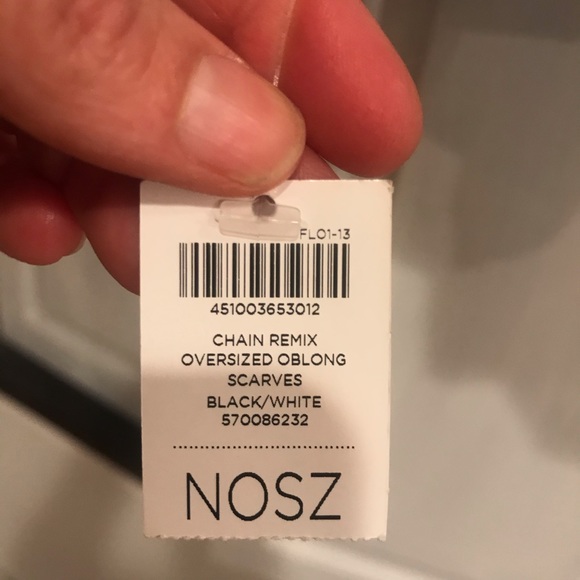 FL01-13
451003653012
CHAIN REMIX
OVERSIZED OBLONG
SCARVES
BLACK/WHITE
570086232
NOSZ